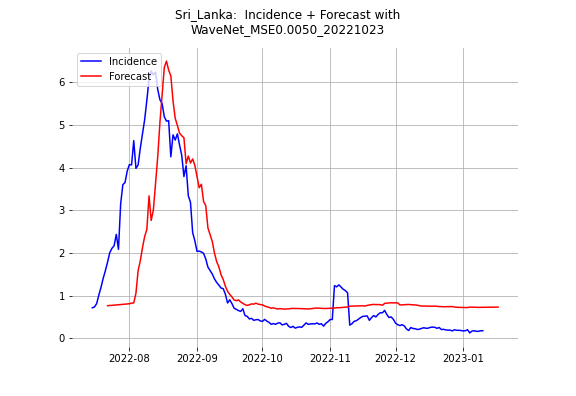 Sri_Lanka:  Incidence + Forecast with
WaveNet_MSE0.0050_20221023
Incidence
Forecast
6
5
4
3
2
1
0
2022-08 2022-09 2022-10 2022-11 2022-12 2023-01